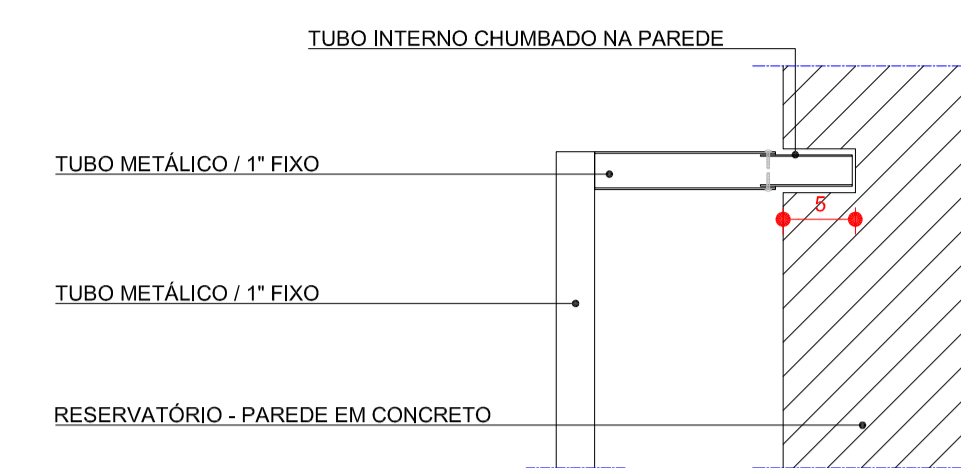 TUBO INTERNO CHUMBADO NA PAREDE
TUBO METÁLICO / 1" FIXO
5
TUBO METÁLICO / 1" FIXO
RESERVATÓRIO - PAREDE EM CONCRETO